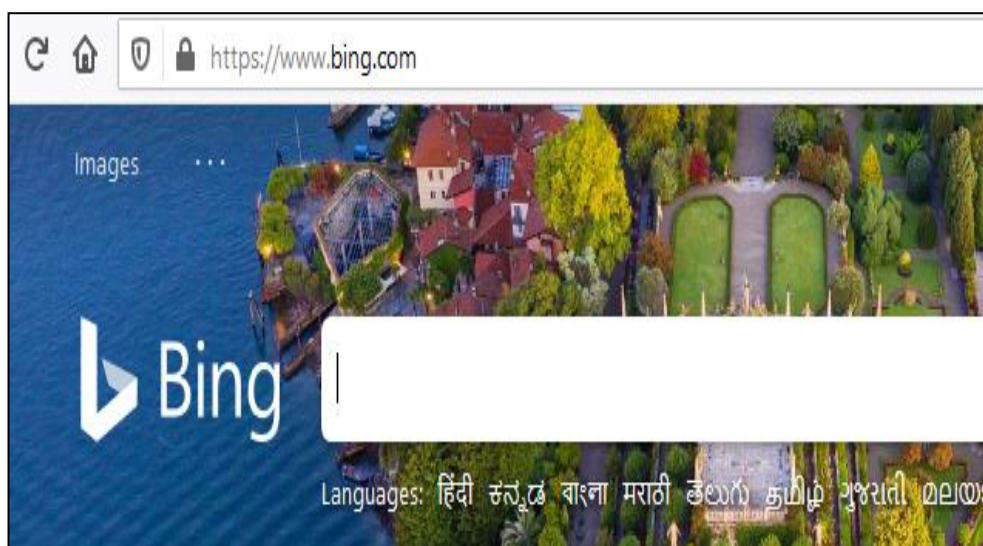 https://www.bing.com
Images ...
Bing
Languages: हिंदी ಕನ್ನಡ বাংলা मराठी తెలుగు தமிழ் ગુજરાતી